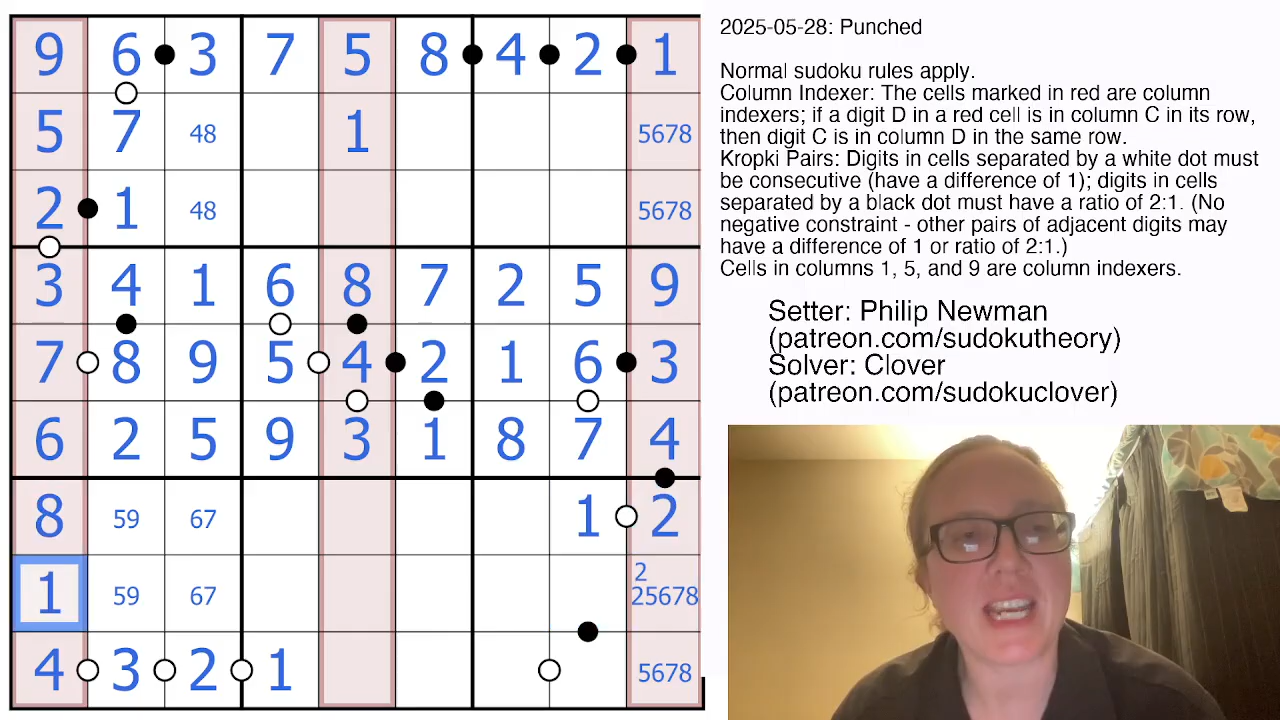 2025-05-28: Punched
Normal sudoku rules apply.
Column Indexer: The cells marked in red are column
indexers; if a digit D in a red cell is in column C in its row,
then digit C is in column D in the same row.
Kropki Pairs: Digits in cells separated by a white dot must
be consecutive (have a difference of 1); digits in cells
separated by a black dot must have a ratio of 2:1. (No
negative constraint - other pairs of adjacent digits may
have a difference of 1 or ratio of 2:1.)
Cells in columns 1, 5, and 9 are column indexers.
Setter: Philip Newman
(patreon.com/sudokutheory)
Solver: Clover
(patreon.com/sudokuclover)
9 6 3 7 5 8 4 2 1
5 7 48 1 5678
2 1 48 5678
3 4 1 6 8 7 2 5 9
7 8 9 5 4 2 1 6 3
6 2 5 9 3 1 8 7 4
8 59 67 1 2
2
1 59 67 25678
4 3 2 1 5678